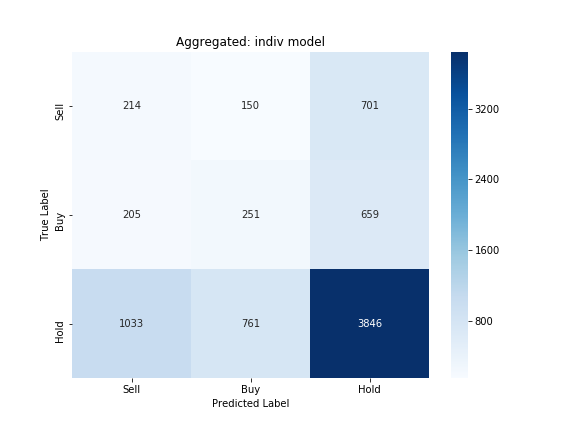 Aggregated: indiv model
Sell 214 150 701
Buy 205 251 659
Hold 1033 761 3846
Sell Buy Hold
True Label
Predicted Label
3200
2400
1600
800